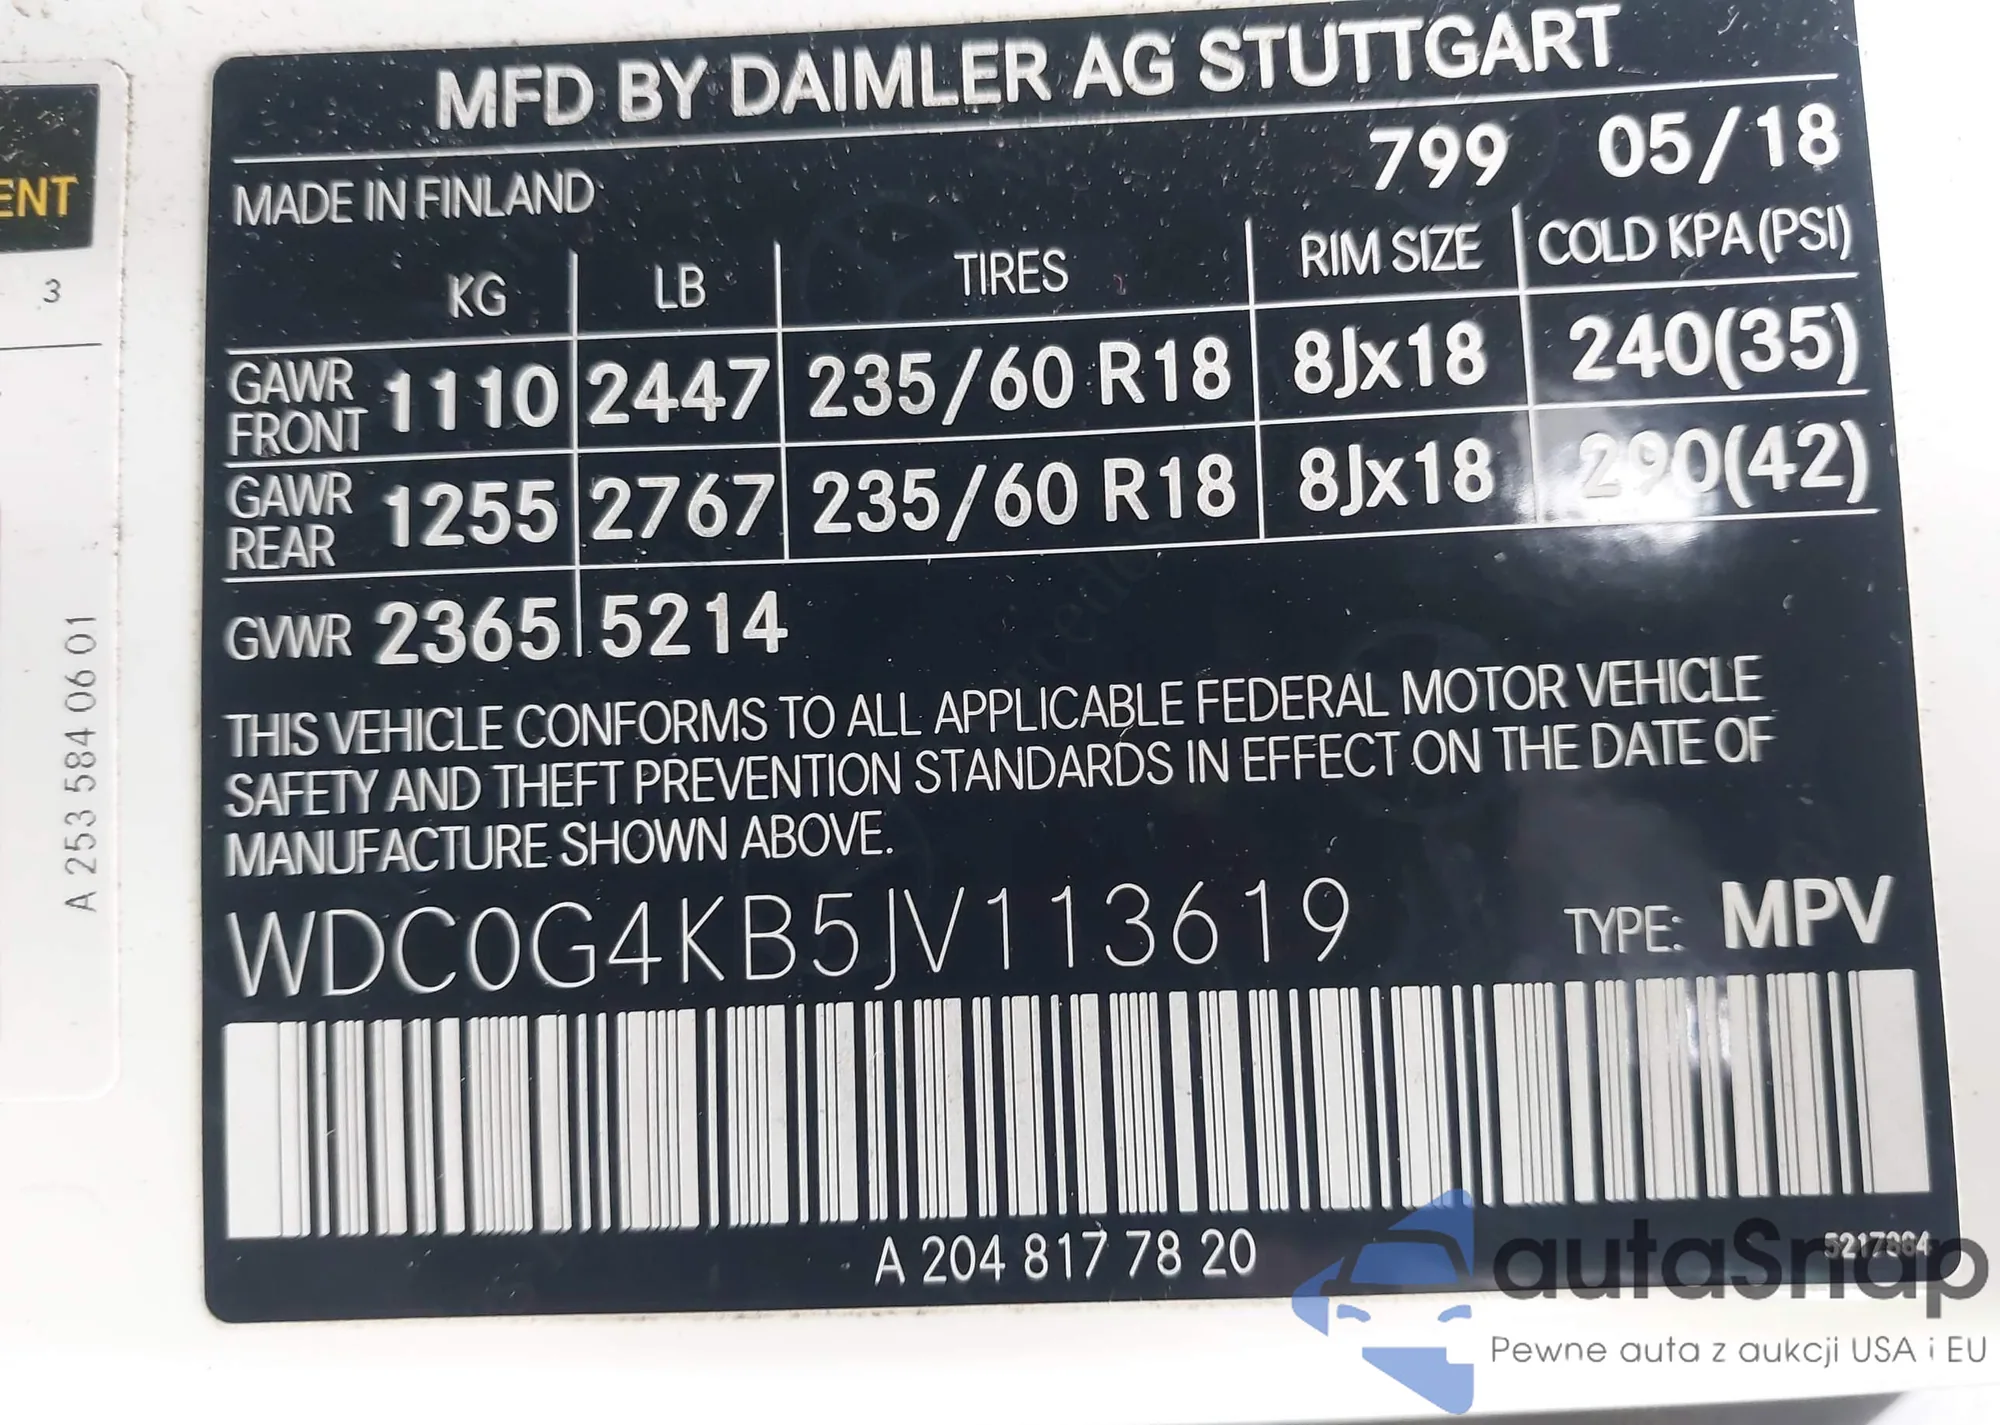 MFD BY DAIMLER AG STUTTGART
MADE IN FINLAND 799 05/18
KG LB TIRES RIM SIZE COLD KPA (PSI)
GAWR FRONT 1110 2447 235/60 R18 8Jx18 240(35)
GAWR REAR 1255 2767 235/60 R18 8Jx18 290(42)
GVWR 2365 5214
THIS VEHICLE CONFORMS TO ALL APPLICABLE FEDERAL MOTOR VEHICLE
SAFETY AND THEFT PREVENTION STANDARDS IN EFFECT ON THE DATE OF
MANUFACTURE SHOWN ABOVE.
WDC0G4KB5JV113619 TYPE: MPV
A 204 817 78 20
ENT
3
A 253 584 06 01
autoSnap
Pewne auta z aukcji USA i EU